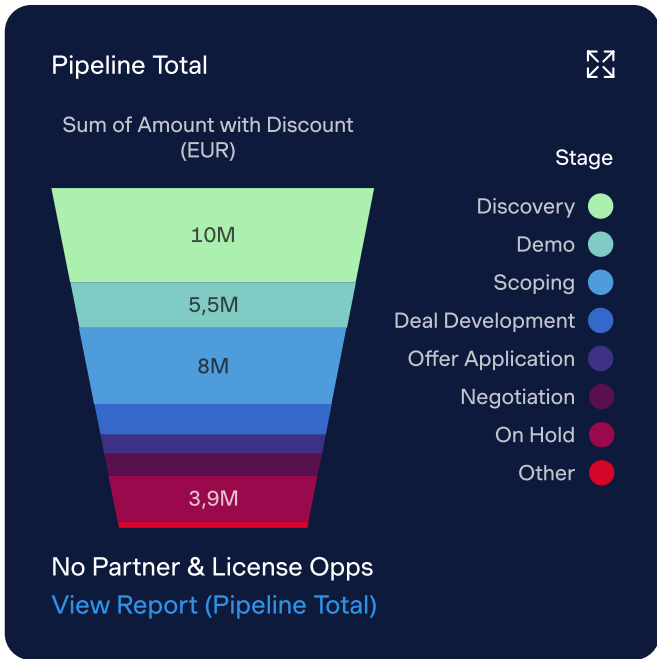 Pipeline Total
Sum of Amount with Discount
(EUR)
Stage
Discovery
Demo
Scoping
Deal Development
Offer Application
Negotiation
On Hold
Other
10M
5,5M
8M
3,9M
No Partner & License Opps
View Report (Pipeline Total)